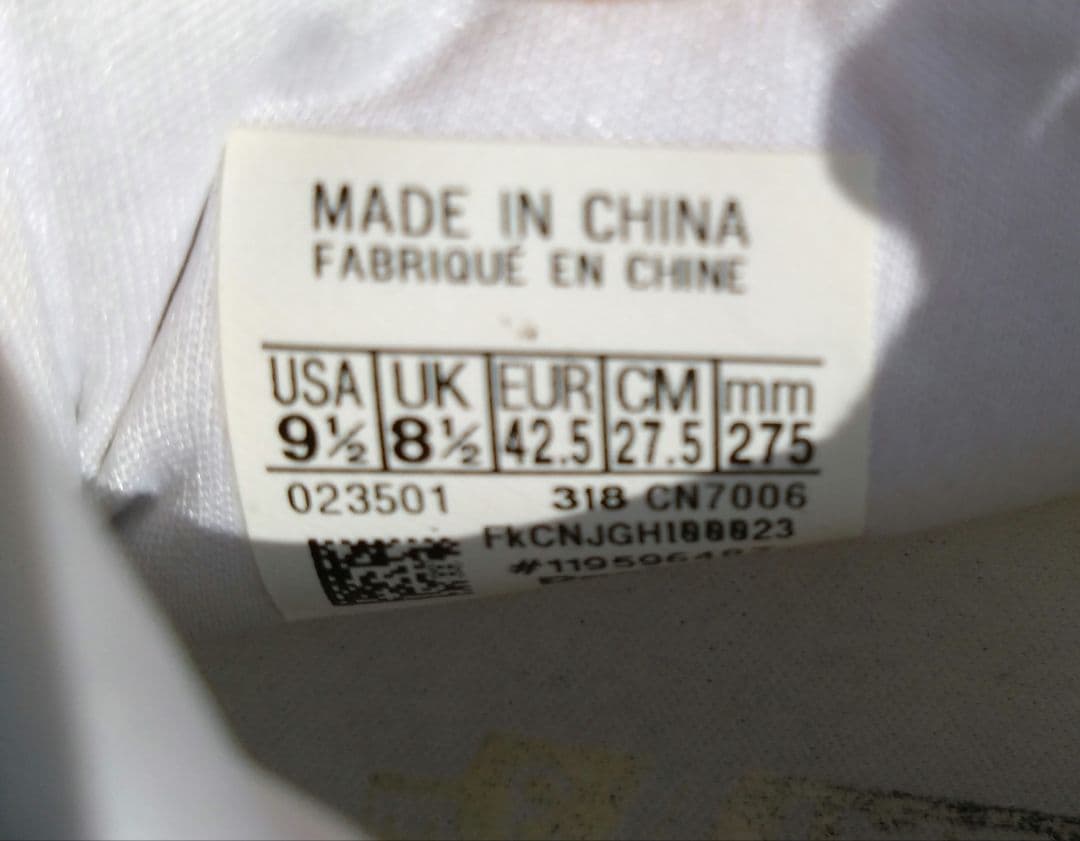 MADE IN CHINA
FABRIQUÉ EN CHINE
USA UK EUR CM mm
9½ 8½ 42.5 27.5 275
023501 318 CN7006